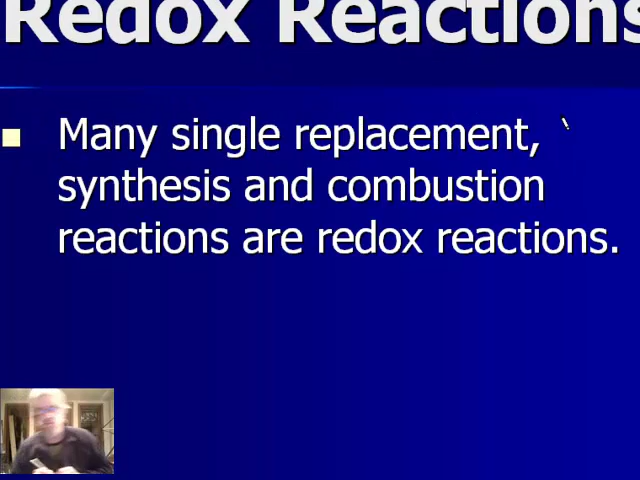 Redox Reactions
Many single replacement,
synthesis and combustion
reactions are redox reactions.